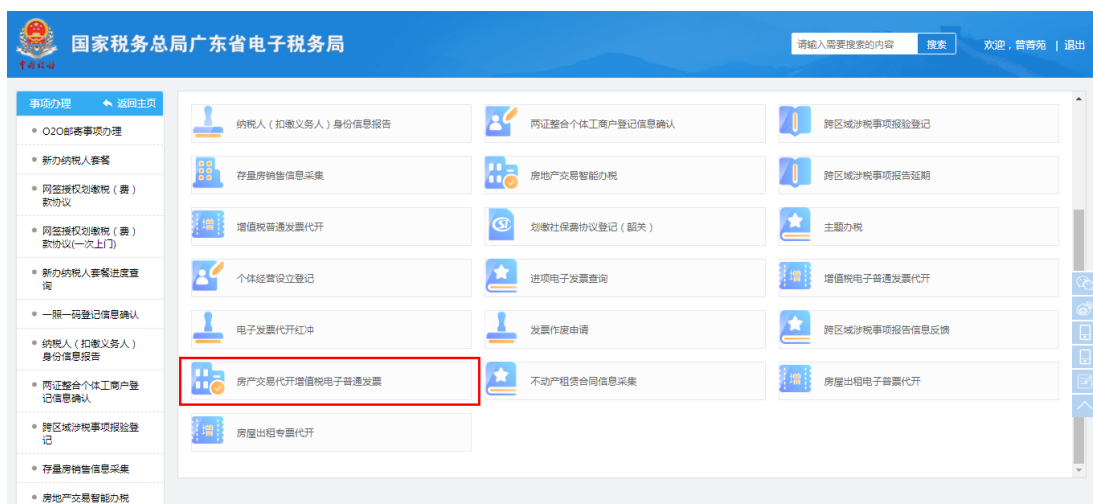 国家税务总局广东省电子税务局
请输入需要搜索的内容 搜索 欢迎，曾菁苑 | 退出
中国税务
事项办理 返回主页
O2O邮寄事项办理
新办纳税人套餐
网签授权划缴税（费）
款协议
网签授权划缴税（费）
款协议(一次上门)
新办纳税人套餐进度查
询
一照一码登记信息确认
纳税人（扣缴义务人）
身份信息报告
两证整合个体工商户登
记信息确认
跨区域涉税事项报验登
记
存量房销售信息采集
房地产交易智能办税
纳税人（扣缴义务人）身份信息报告
两证整合个体工商户登记信息确认
跨区域涉税事项报验登记
存量房销售信息采集
房地产交易智能办税
跨区域涉税事项报告延期
增 增值税普通发票代开
划缴社保费协议登记（韶关）
主题办税
个体经营设立登记
进项电子发票查询
增 增值税电子普通发票代开
电子发票代开红冲
发票作废申请
跨区域涉税事项报告信息反馈
房产交易代开增值税电子普通发票
不动产租赁合同信息采集
增 房屋出租电子普票代开
增 房屋出租专票代开